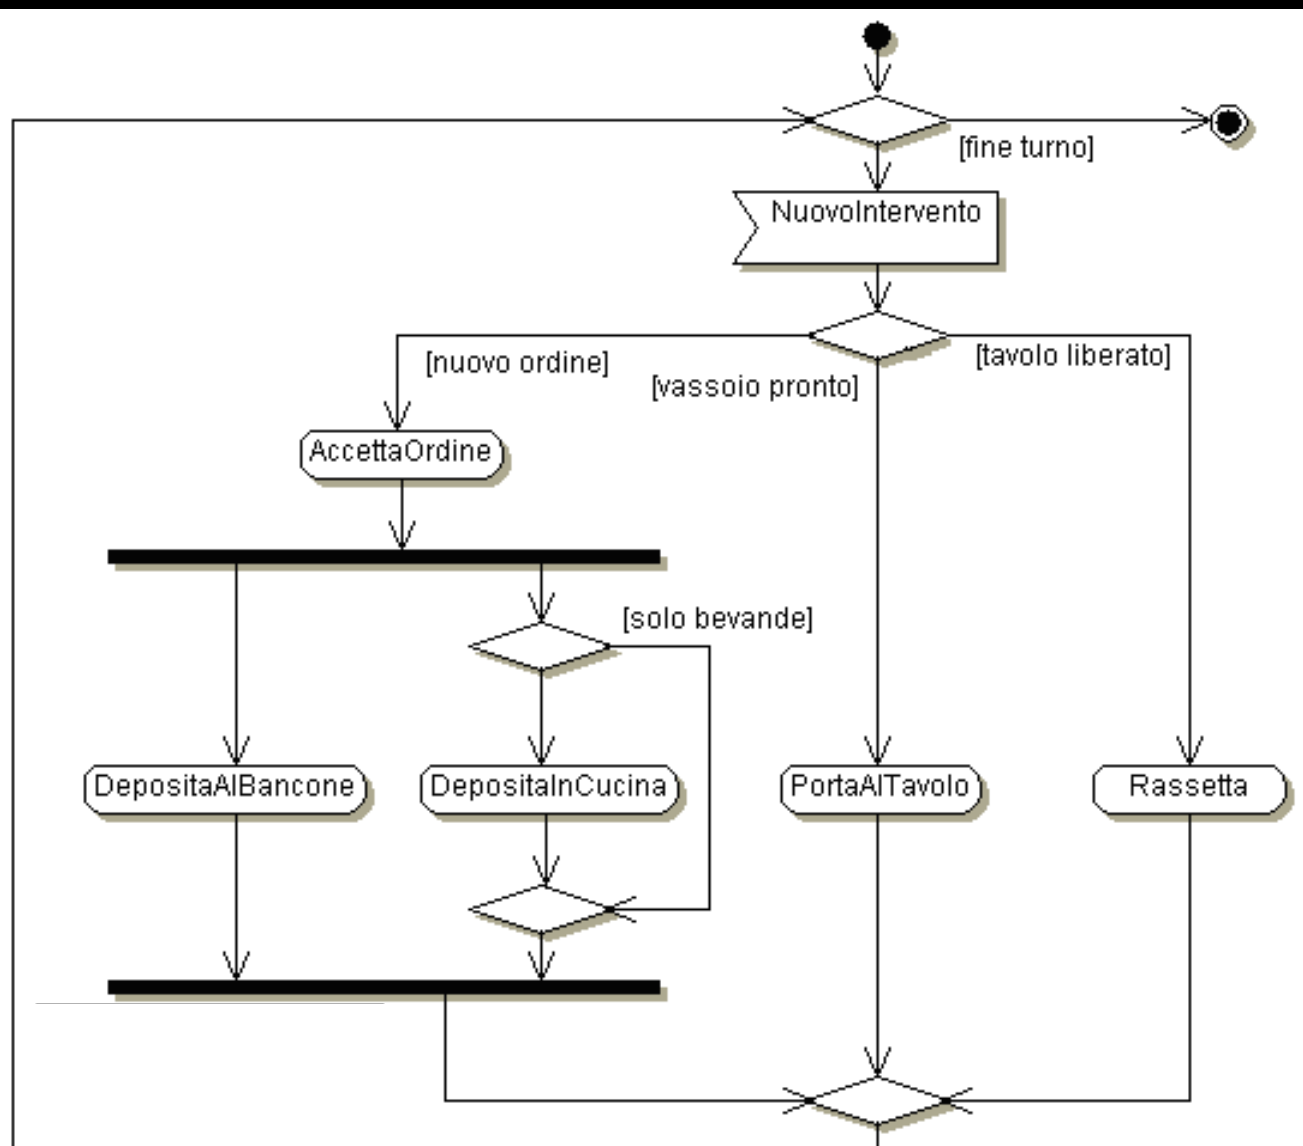 [fine turno]
NuovoIntervento
[nuovo ordine]
[vassoio pronto]
[tavolo liberato]
AccettaOrdine
[solo bevande]
DepositaAlBancone
DepositaInCucina
PortaAlTavolo
Rassetta